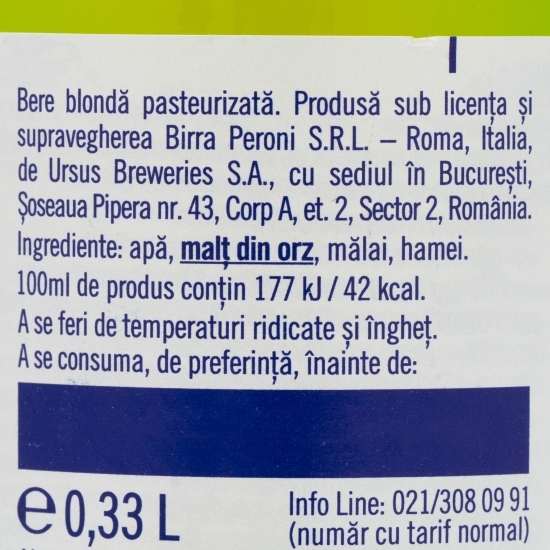 Bere blondă pasteurizată. Produsă sub licența și
supravegherea Birra Peroni S.R.L. – Roma, Italia,
de Ursus Breweries S.A., cu sediul în București,
Șoseaua Pipera nr. 43, Corp A, et. 2, Sector 2, România.
Ingrediente: apă, malț din orz, mălai, hamei.
100ml de produs conțin 177 kJ / 42 kcal.
A se feri de temperaturi ridicate și îngheț.
A se consuma, de preferință, înainte de:
℮ 0,33 L
Info Line: 021/308 09 91
(număr cu tarif normal)